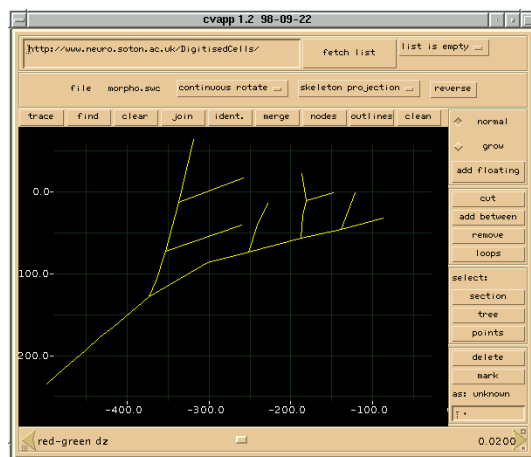 cvapp 1.2 98-09-22
http://www.neuro.soton.ac.uk/DigitisedCells/ fetch list list is empty
file morpho.swc continuous rotate skeleton projection reverse
trace find clear join ident. merge nodes outlines clean
normal
grow
add floating
cut
add between
remove
loops
select:
section
tree
points
delete
mark
as: unknown
0.0-
100.0-
200.0-
-400.0 -300.0 -200.0 -100.0
red-green dz 0.0200